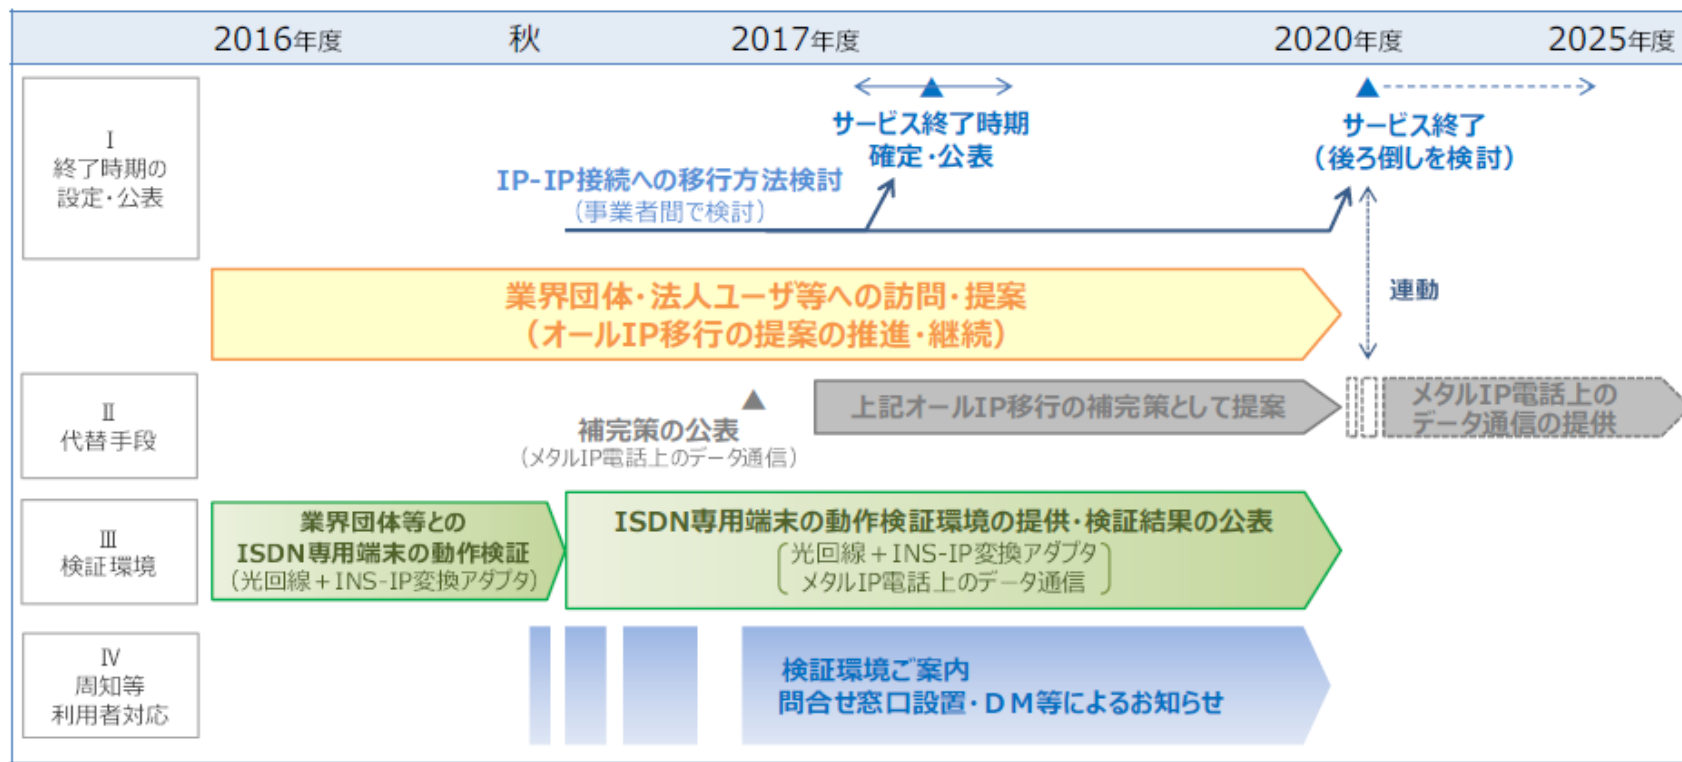 2016年度 秋 2017年度 2020年度 2025年度
Ⅰ
終了時期の
設定・公表
サービス終了時期
確定・公表
サービス終了
（後ろ倒しを検討）
IP-IP接続への移行方法検討
（事業者間で検討）
業界団体・法人ユーザ等への訪問・提案
（オールIP移行の提案の推進・継続）
連動
Ⅱ
代替手段
補完策の公表
（メタルIP電話上のデータ通信）
上記オールIP移行の補完策として提案
メタルIP電話上の
データ通信の提供
Ⅲ
検証環境
業界団体等との
ISDN専用端末の動作検証
（光回線＋INS-IP変換アダプタ）
ISDN専用端末の動作検証環境の提供・検証結果の公表
光回線＋INS-IP変換アダプタ
メタルIP電話上のデータ通信
Ⅳ
周知等
利用者対応
検証環境ご案内
問合せ窓口設置・ＤＭ等によるお知らせ